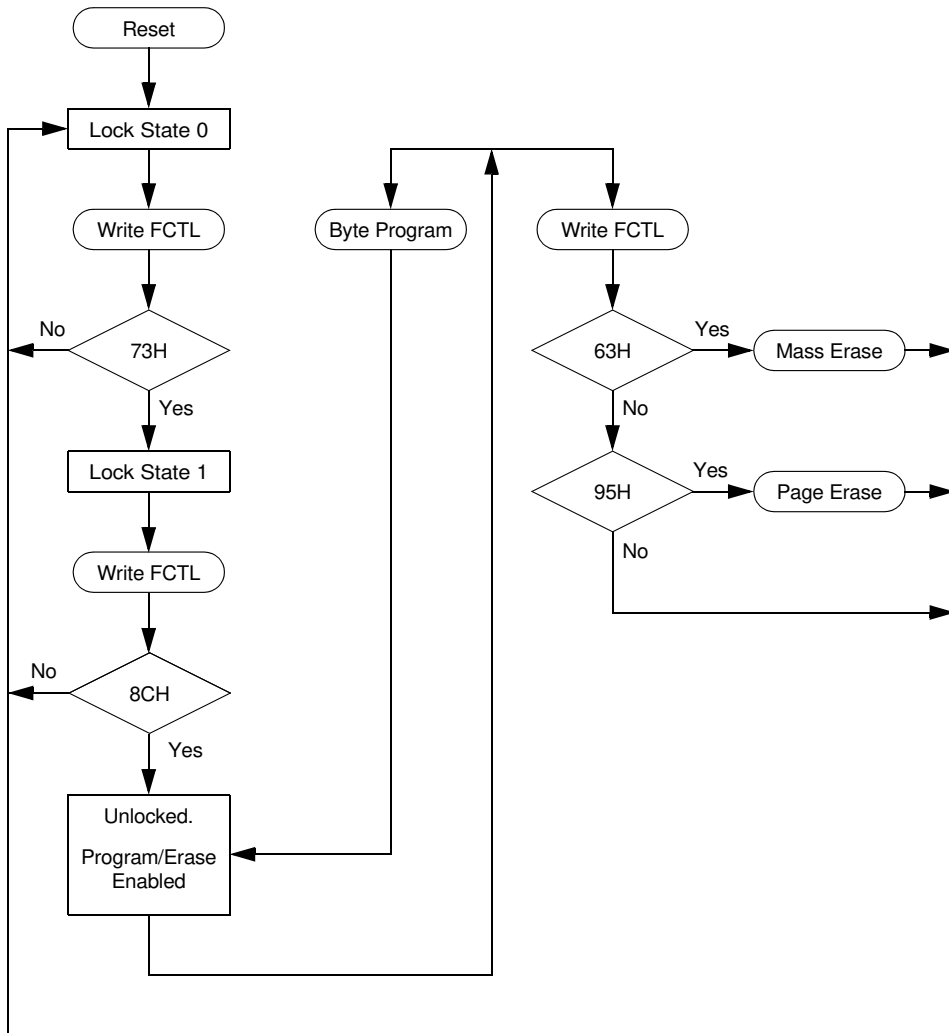 Reset
Lock State 0
Write FCTL
No
73H
Yes
Lock State 1
Write FCTL
No
8CH
Yes
Unlocked.
Program/Erase
Enabled
Byte Program
Write FCTL
63H
Yes
Mass Erase
No
95H
Yes
Page Erase
No